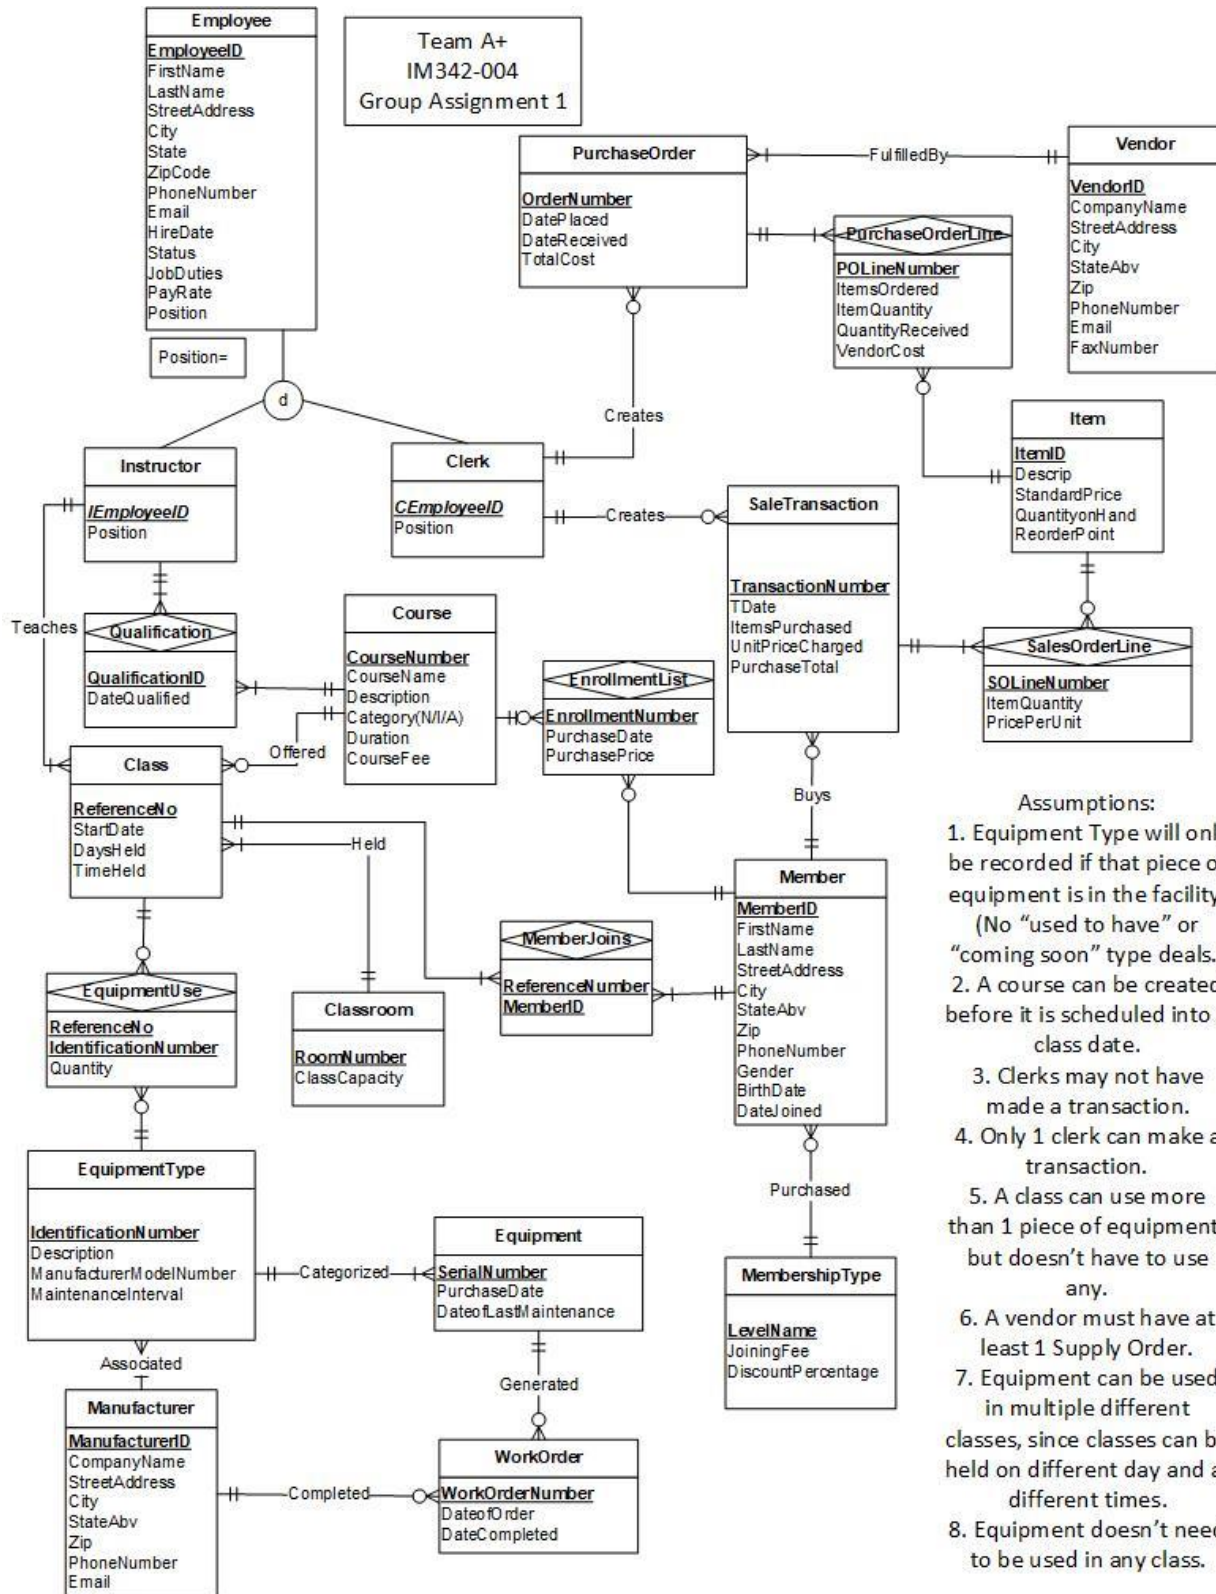 Employee
EmployeeID
FirstName
LastName
StreetAddress
City
State
ZipCode
PhoneNumber
Email
HireDate
Status
JobDuties
PayRate
Position
Position=
d
Team A+
IM342-004
Group Assignment 1
PurchaseOrder
OrderNumber
DatePlaced
DateReceived
TotalCost
FulfilledBy
Vendor
VendorID
CompanyName
StreetAddress
City
StateAbv
Zip
PhoneNumber
Email
FaxNumber
PurchaseOrderLine
POLineNumber
ItemsOrdered
ItemQuantity
QuantityReceived
VendorCost
Creates
Instructor
IEmployeeID
Position
Clerk
CEmployeeID
Position
Creates
SaleTransaction
TransactionNumber
TDate
ItemsPurchased
UnitPriceCharged
PurchaseTotal
Item
ItemID
Descrip
StandardPrice
QuantityonHand
ReorderPoint
Teaches
Qualification
QualificationID
DateQualified
Course
CourseNumber
CourseName
Description
Category(N/I/A)
Duration
CourseFee
Offered
EnrollmentList
EnrollmentNumber
PurchaseDate
PurchasePrice
SalesOrderLine
SOLineNumber
ItemQuantity
PricePerUnit
Class
ReferenceNo
StartDate
DaysHeld
TimeHeld
Held
Buys
Member
MemberID
FirstName
LastName
StreetAddress
City
StateAbv
Zip
PhoneNumber
Gender
BirthDate
DateJoined
MemberJoins
ReferenceNumber
MemberID
EquipmentUse
ReferenceNo
IdentificationNumber
Quantity
Classroom
RoomNumber
ClassCapacity
EquipmentType
IdentificationNumber
Description
ManufacturerModelNumber
MaintenanceInterval
Categorized
Equipment
SerialNumber
PurchaseDate
DateofLastMaintenance
Purchased
MembershipType
LevelName
JoiningFee
DiscountPercentage
Associated
Generated
Manufacturer
ManufacturerID
CompanyName
StreetAddress
City
StateAbv
Zip
PhoneNumber
Email
Completed
WorkOrder
WorkOrderNumber
DateofOrder
DateCompleted
Assumptions:
1. Equipment Type will onl
be recorded if that piece o
equipment is in the facility
(No “used to have” or
“coming soon” type deals.
2. A course can be created
before it is scheduled into
class date.
3. Clerks may not have
made a transaction.
4. Only 1 clerk can make a
transaction.
5. A class can use more
than 1 piece of equipment
but doesn’t have to use
any.
6. A vendor must have at
least 1 Supply Order.
7. Equipment can be used
in multiple different
classes, since classes can b
held on different day and a
different times.
8. Equipment doesn’t need
to be used in any class.